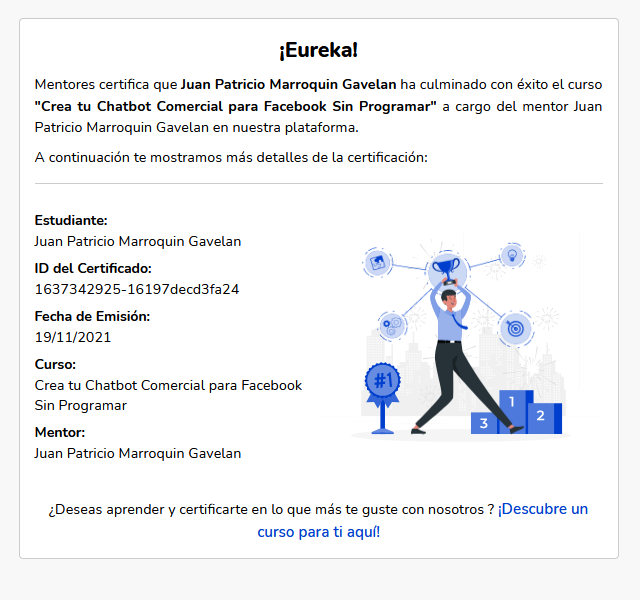 ¡Eureka!
Mentores certifica que Juan Patricio Marroquin Gavelan ha culminado con éxito el curso
"Crea tu Chatbot Comercial para Facebook Sin Programar" a cargo del mentor Juan
Patricio Marroquin Gavelan en nuestra plataforma.
A continuación te mostramos más detalles de la certificación:
Estudiante:
Juan Patricio Marroquin Gavelan
ID del Certificado:
1637342925-16197decd3fa24
Fecha de Emisión:
19/11/2021
Curso:
Crea tu Chatbot Comercial para Facebook
Sin Programar
Mentor:
Juan Patricio Marroquin Gavelan
#1
1
2
3
¿Deseas aprender y certificarte en lo que más te guste con nosotros ? ¡Descubre un
curso para ti aquí!